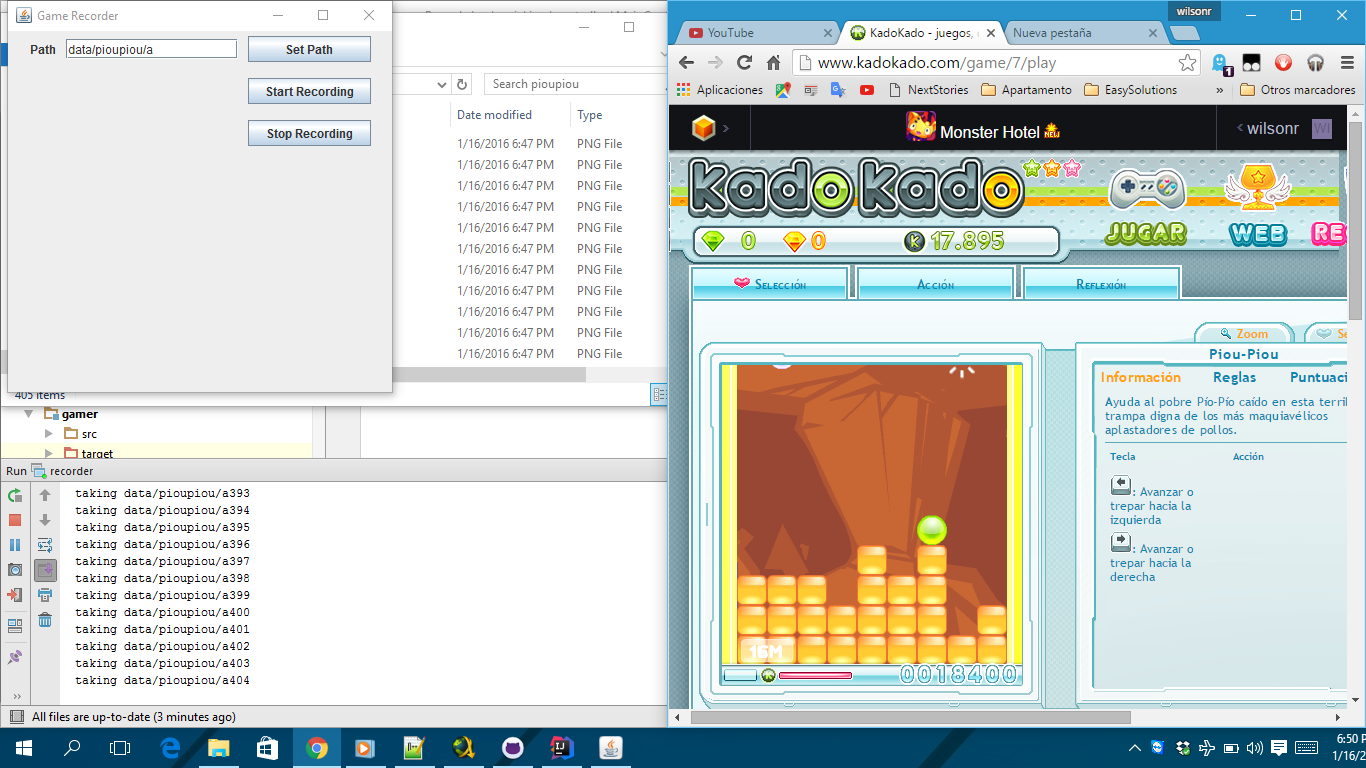 Game Recorder
Path
data/pioupiou/a
Set Path
Start Recording
Stop Recording
Search pioupiou
Date modified
Type
1/16/2016 6:47 PM PNG File
1/16/2016 6:47 PM PNG File
1/16/2016 6:47 PM PNG File
1/16/2016 6:47 PM PNG File
1/16/2016 6:47 PM PNG File
1/16/2016 6:47 PM PNG File
1/16/2016 6:47 PM PNG File
1/16/2016 6:47 PM PNG File
1/16/2016 6:47 PM PNG File
1/16/2016 6:47 PM PNG File
1/16/2016 6:47 PM PNG File
405 items
gamer
src
target
Run recorder
taking data/pioupiou/a393
taking data/pioupiou/a394
taking data/pioupiou/a395
taking data/pioupiou/a396
taking data/pioupiou/a397
taking data/pioupiou/a398
taking data/pioupiou/a399
taking data/pioupiou/a400
taking data/pioupiou/a401
taking data/pioupiou/a402
taking data/pioupiou/a403
taking data/pioupiou/a404
All files are up-to-date (3 minutes ago)
wilsonr
YouTube
KadoKado - juegos,
Nueva pestaña
www.kadokado.com/game/7/play
1
Aplicaciones
NextStories
Apartamento
EasySolutions
»
Otros marcadores
Monster Hotel NEW
wilsonr
WI
KadoKado
0
0
K 17.895
JUGAR
WEB
RE
Selección
Acción
Reflexión
Zoom
Se
Piou-Piou
Información
Reglas
Puntuaci
Ayuda al pobre Pío-Pío caído en esta terril
trampa digna de los más maquiavélicos
aplastadores de pollos.
Tecla
Acción
: Avanzar o
trepar hacia la
izquierda
: Avanzar o
trepar hacia la
derecha
16M
0018400
6:50 P
1/16/2